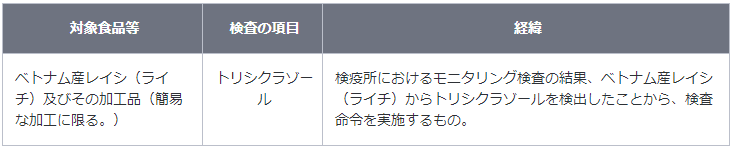 対象食品等
検査の項目
経緯
ベトナム産レイシ（ライ
チ）及びその加工品（簡易
な加工に限る。）
トリシクラゾー
ル
検疫所におけるモニタリング検査の結果、ベトナム産レイシ
（ライチ）からトリシクラゾールを検出したことから、検査
命令を実施するもの。